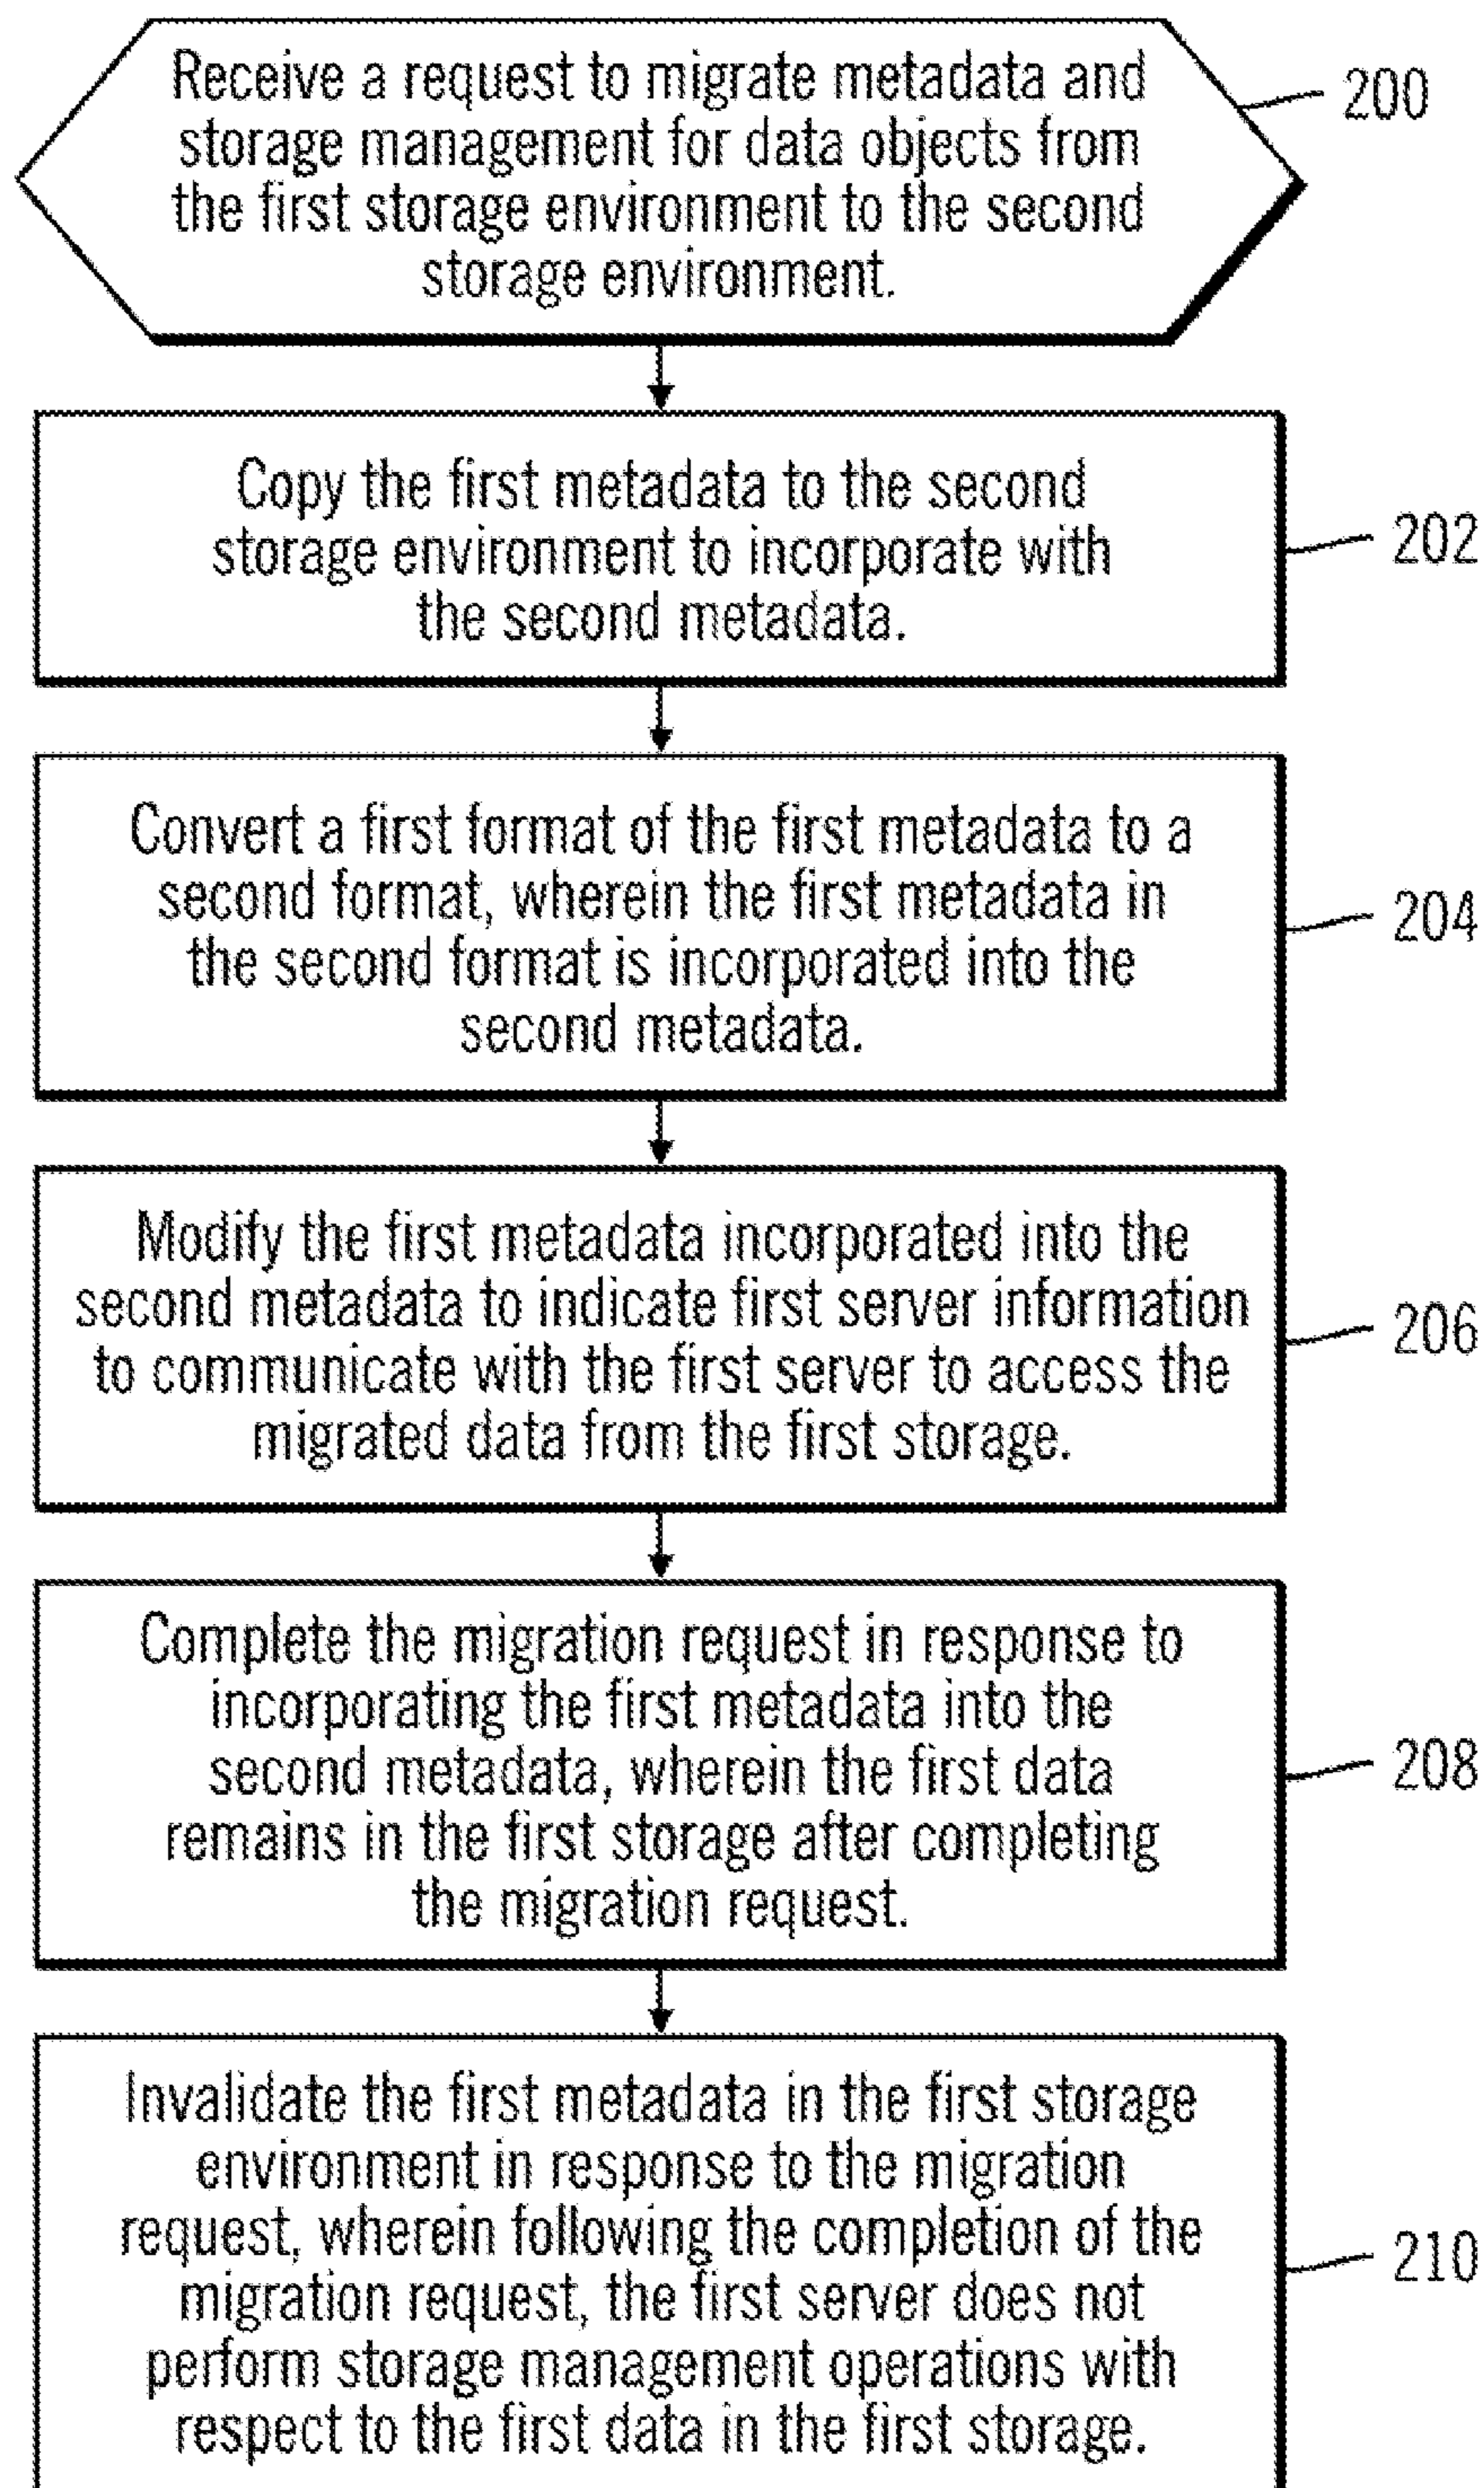 Receive a request to migrate metadata and
storage management for data objects from
the first storage environment to the second
storage environment.
200
Copy the first metadata to the second
storage environment to incorporate with
the second metadata.
202
Convert a first format of the first metadata to a
second format, wherein the first metadata in
the second format is incorporated into the
second metadata.
204
Modify the first metadata incorporated into the
second metadata to indicate first server information
to communicate with the first server to access the
migrated data from the first storage.
206
Complete the migration request in response to
incorporating the first metadata into the
second metadata, wherein the first data
remains in the first storage after completing
the migration request.
208
Invalidate the first metadata in the first storage
environment in response to the migration
request, wherein following the completion of the
migration request, the first server does not
perform storage management operations with
respect to the first data in the first storage.
210